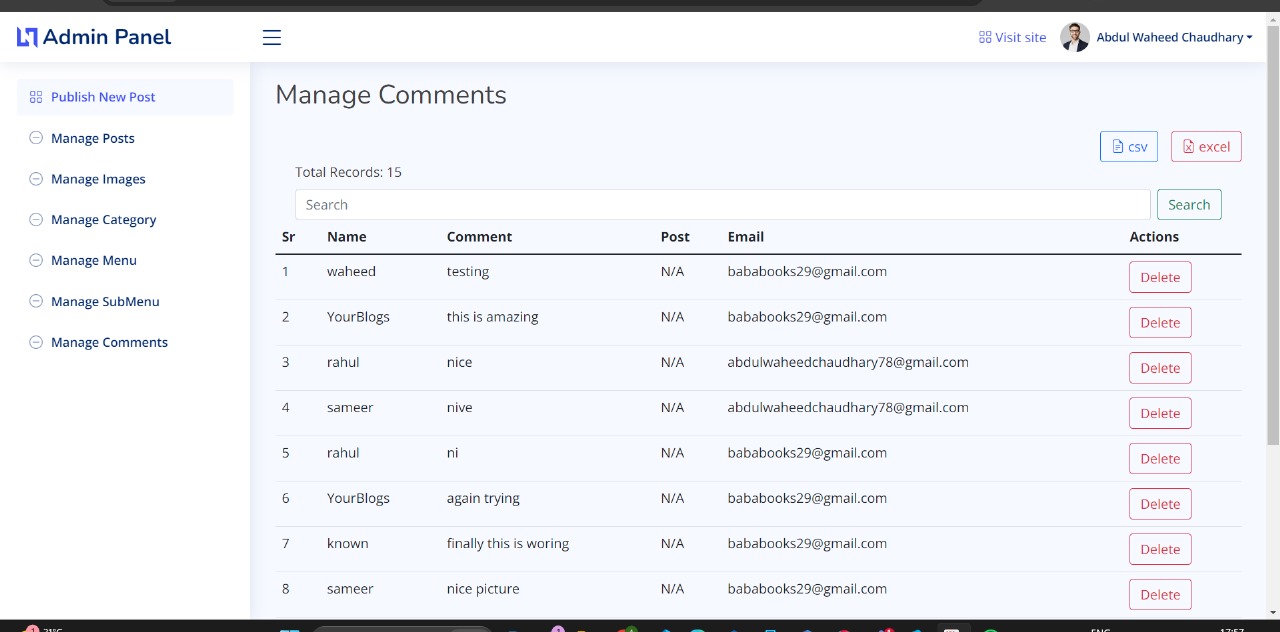 Admin Panel
Visit site
Abdul Waheed Chaudhary
Publish New Post
Manage Posts
Manage Images
Manage Category
Manage Menu
Manage SubMenu
Manage Comments
Manage Comments
csv excel
Total Records: 15
Search Search
Sr Name Comment Post Email Actions
1 waheed testing N/A bababooks29@gmail.com Delete
2 YourBlogs this is amazing N/A bababooks29@gmail.com Delete
3 rahul nice N/A abdulwaheedchaudhary78@gmail.com Delete
4 sameer nive N/A abdulwaheedchaudhary78@gmail.com Delete
5 rahul ni N/A bababooks29@gmail.com Delete
6 YourBlogs again trying N/A bababooks29@gmail.com Delete
7 known finally this is woring N/A bababooks29@gmail.com Delete
8 sameer nice picture N/A bababooks29@gmail.com Delete